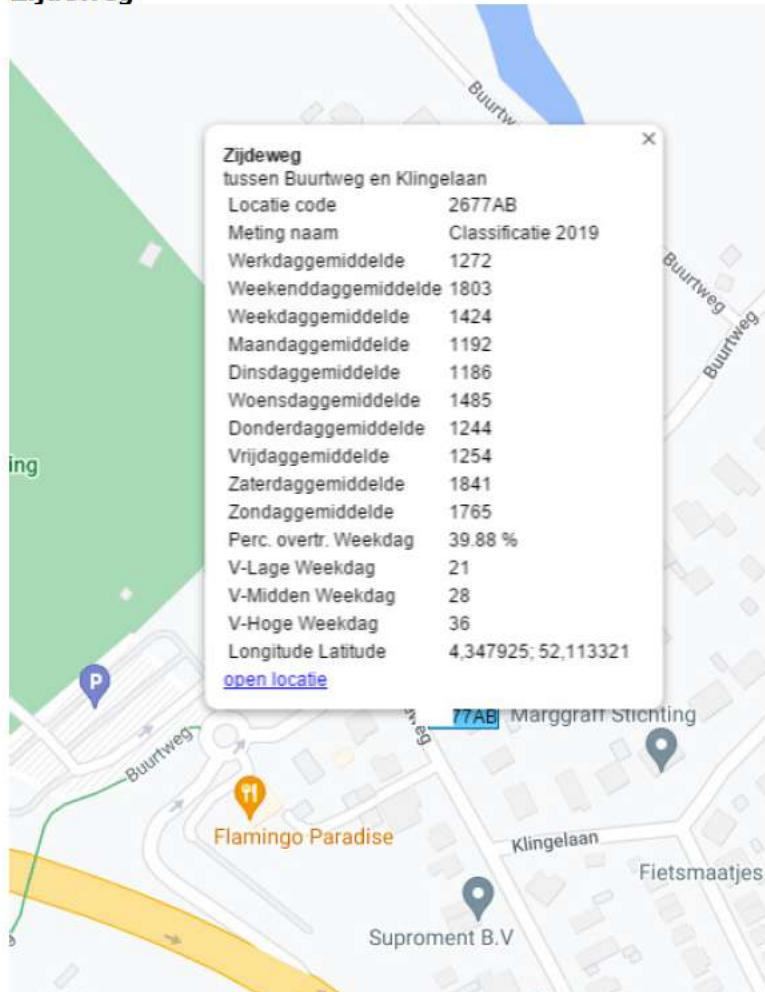 Buurtw
Zijdeweg
tussen Buurtweg en Klingelaan
Locatie code 2677AB
Meting naam Classificatie 2019
Werkdaggemiddelde 1272
Weekenddaggemiddelde 1803
Weekdaggemiddelde 1424
Maandaggemiddelde 1192
Dinsdaggemiddelde 1186
Woensdaggemiddelde 1485
Donderdaggemiddelde 1244
Vrijdaggemiddelde 1254
Zaterdaggemiddelde 1841
Zondaggemiddelde 1765
Perc. overtr. Weekdag 39.88 %
V-Lage Weekdag 21
V-Midden Weekdag 28
V-Hoge Weekdag 36
Longitude Latitude 4,347925; 52,113321
open locatie
Buurtweg
Buurtweg
ing
P
weg
77AB
Marggraff Stichting
Buurtweg
Flamingo Paradise
Klingelaan
Fietsmaatjes
Suproment B.V